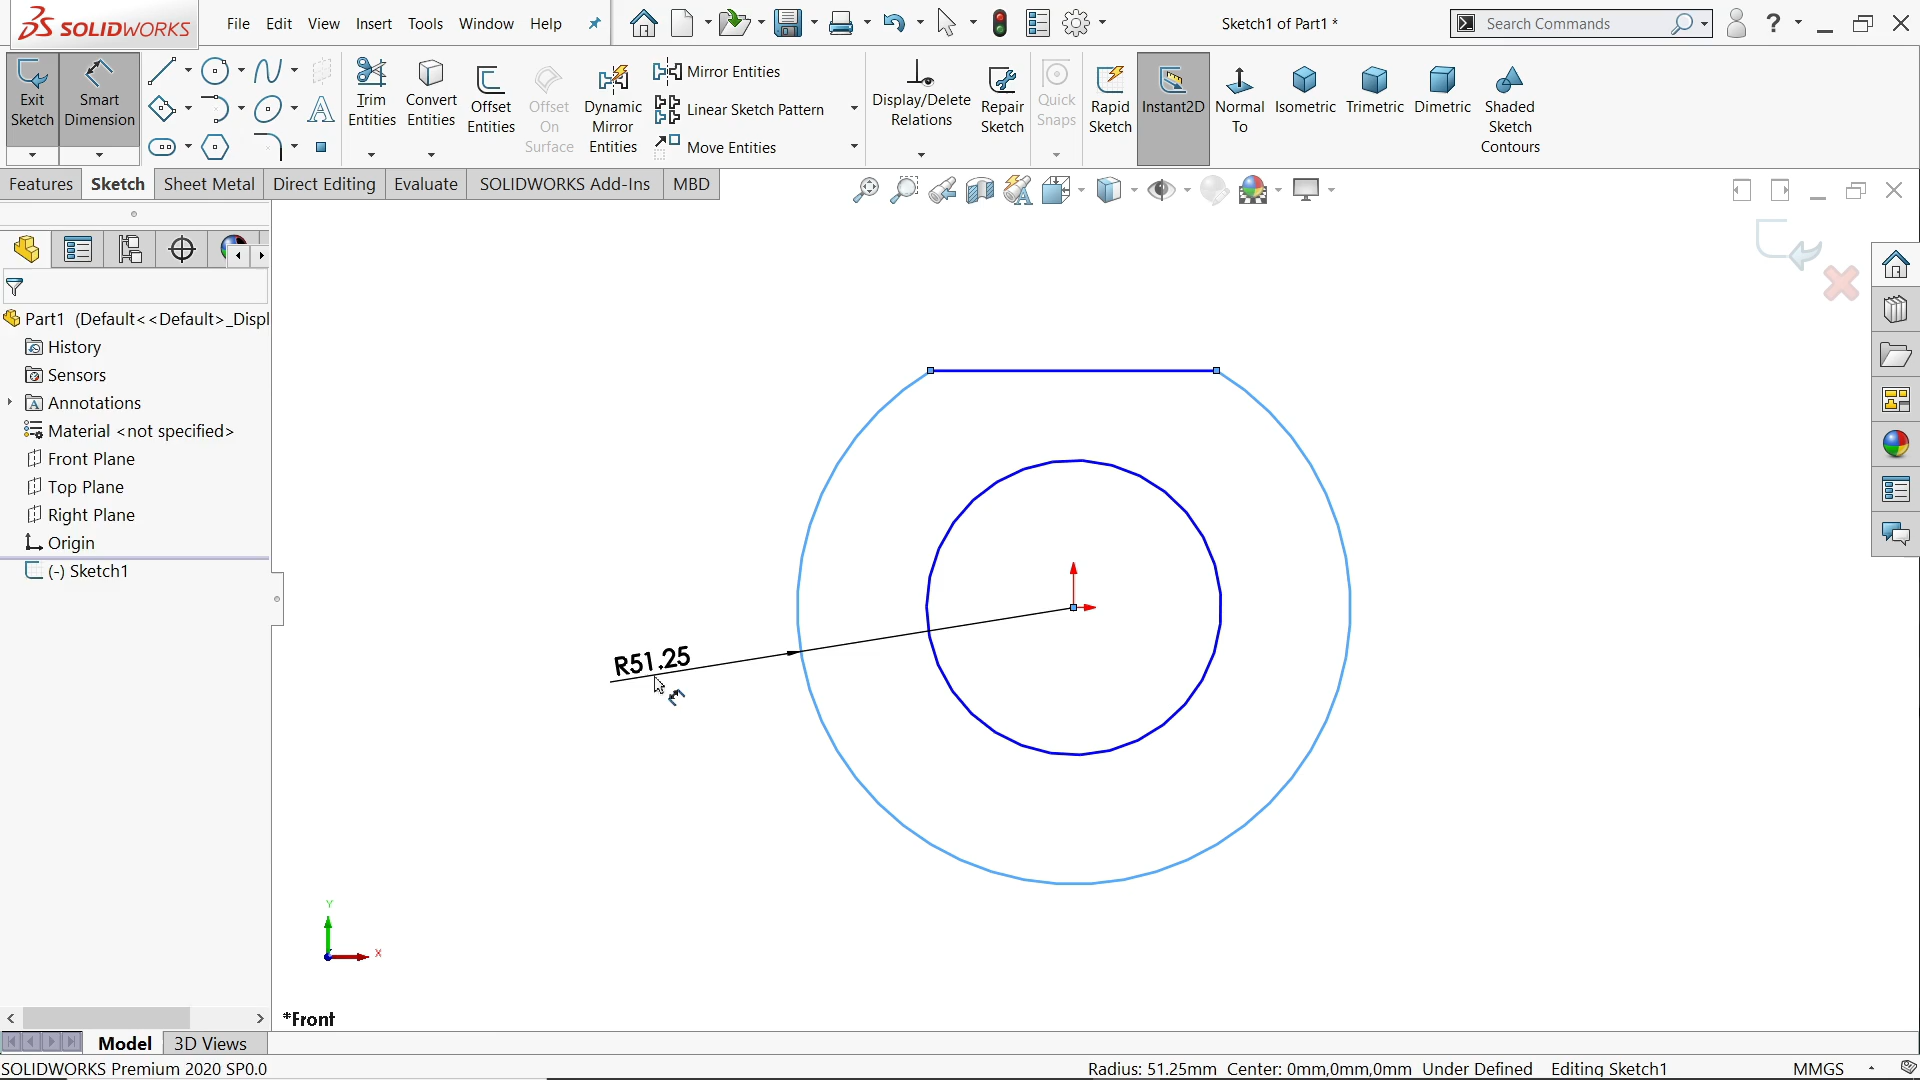 SOLIDWORKS
File Edit View Insert Tools Window Help
Sketch1 of Part1 *
Search Commands
?
Exit Sketch
Smart Dimension
Trim Entities
Convert Entities
Offset Entities
Offset On Surface
Dynamic Mirror Entities
Mirror Entities
Linear Sketch Pattern
Move Entities
Display/Delete Relations
Repair Sketch
Quick Snaps
Rapid Sketch
Instant2D
Normal To
Isometric
Trimetric
Dimetric
Shaded Sketch Contours
Features Sketch Sheet Metal Direct Editing Evaluate SOLIDWORKS Add-Ins MBD
Part1 (Default<<Default>_Displ
History
Sensors
Annotations
Material <not specified>
Front Plane
Top Plane
Right Plane
Origin
(-) Sketch1
R51.25
Y
X
*Front
Model 3D Views
SOLIDWORKS Premium 2020 SP0.0
Radius: 51.25mm Center: 0mm,0mm,0mm Under Defined Editing Sketch1 MMGS